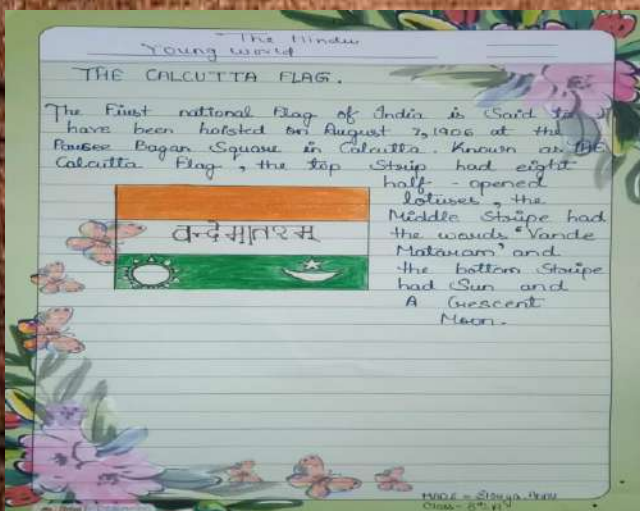 The Hindu
Young World
THE CALCUTTA FLAG.
The First national Flag of India is Said to
have been hoisted on August 7, 1906 at the
Parsee Bagan Square in Calcutta. Known as THE
Calcutta Flag, the top Strip had eight
half-opened
lotuses, the
Middle Stripe had
the words 'Vande
Mataram' and
the bottom Stripe
had Sun and
A Crescent
Moon.
वन्देमातरम्
MADE =
Class - 8th